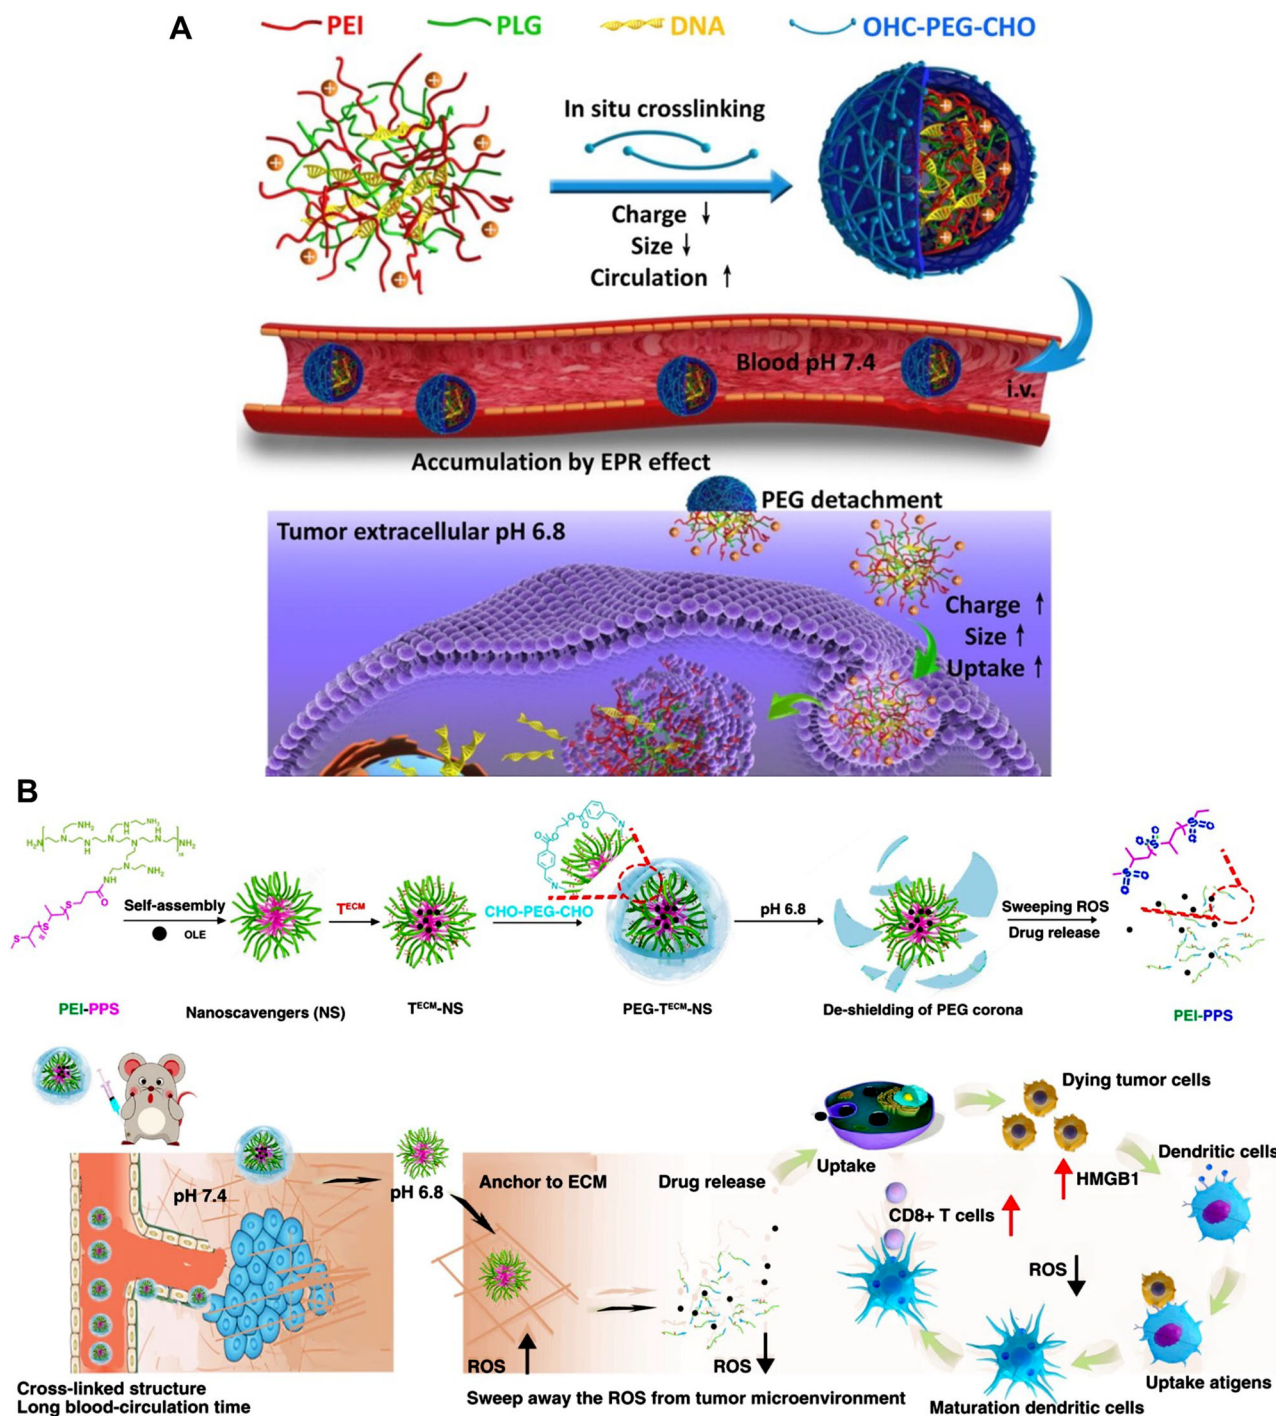 A
PEI
PLG
DNA
OHC-PEG-CHO
In situ crosslinking
Charge ↓
Size ↓
Circulation ↑
Blood pH 7.4
i.v.
Accumulation by EPR effect
PEG detachment
Tumor extracellular pH 6.8
Charge ↑
Size ↑
Uptake ↑
B
Self-assembly
OLE
T^ECM
CHO-PEG-CHO
pH 6.8
Sweeping ROS
Drug release
PEI-PPS
Nanoscavengers (NS)
T^ECM-NS
PEG-T^ECM-NS
De-shielding of PEG corona
PEI-PPS
pH 7.4
pH 6.8
Anchor to ECM
Drug release
Uptake
Dying tumor cells
HMGB1
Dendritic cells
CD8+ T cells
ROS
ROS
ROS
Uptake atigens
Maturation dendritic cells
Cross-linked structure
Long blood-circulation time
Sweep away the ROS from tumor microenvironment